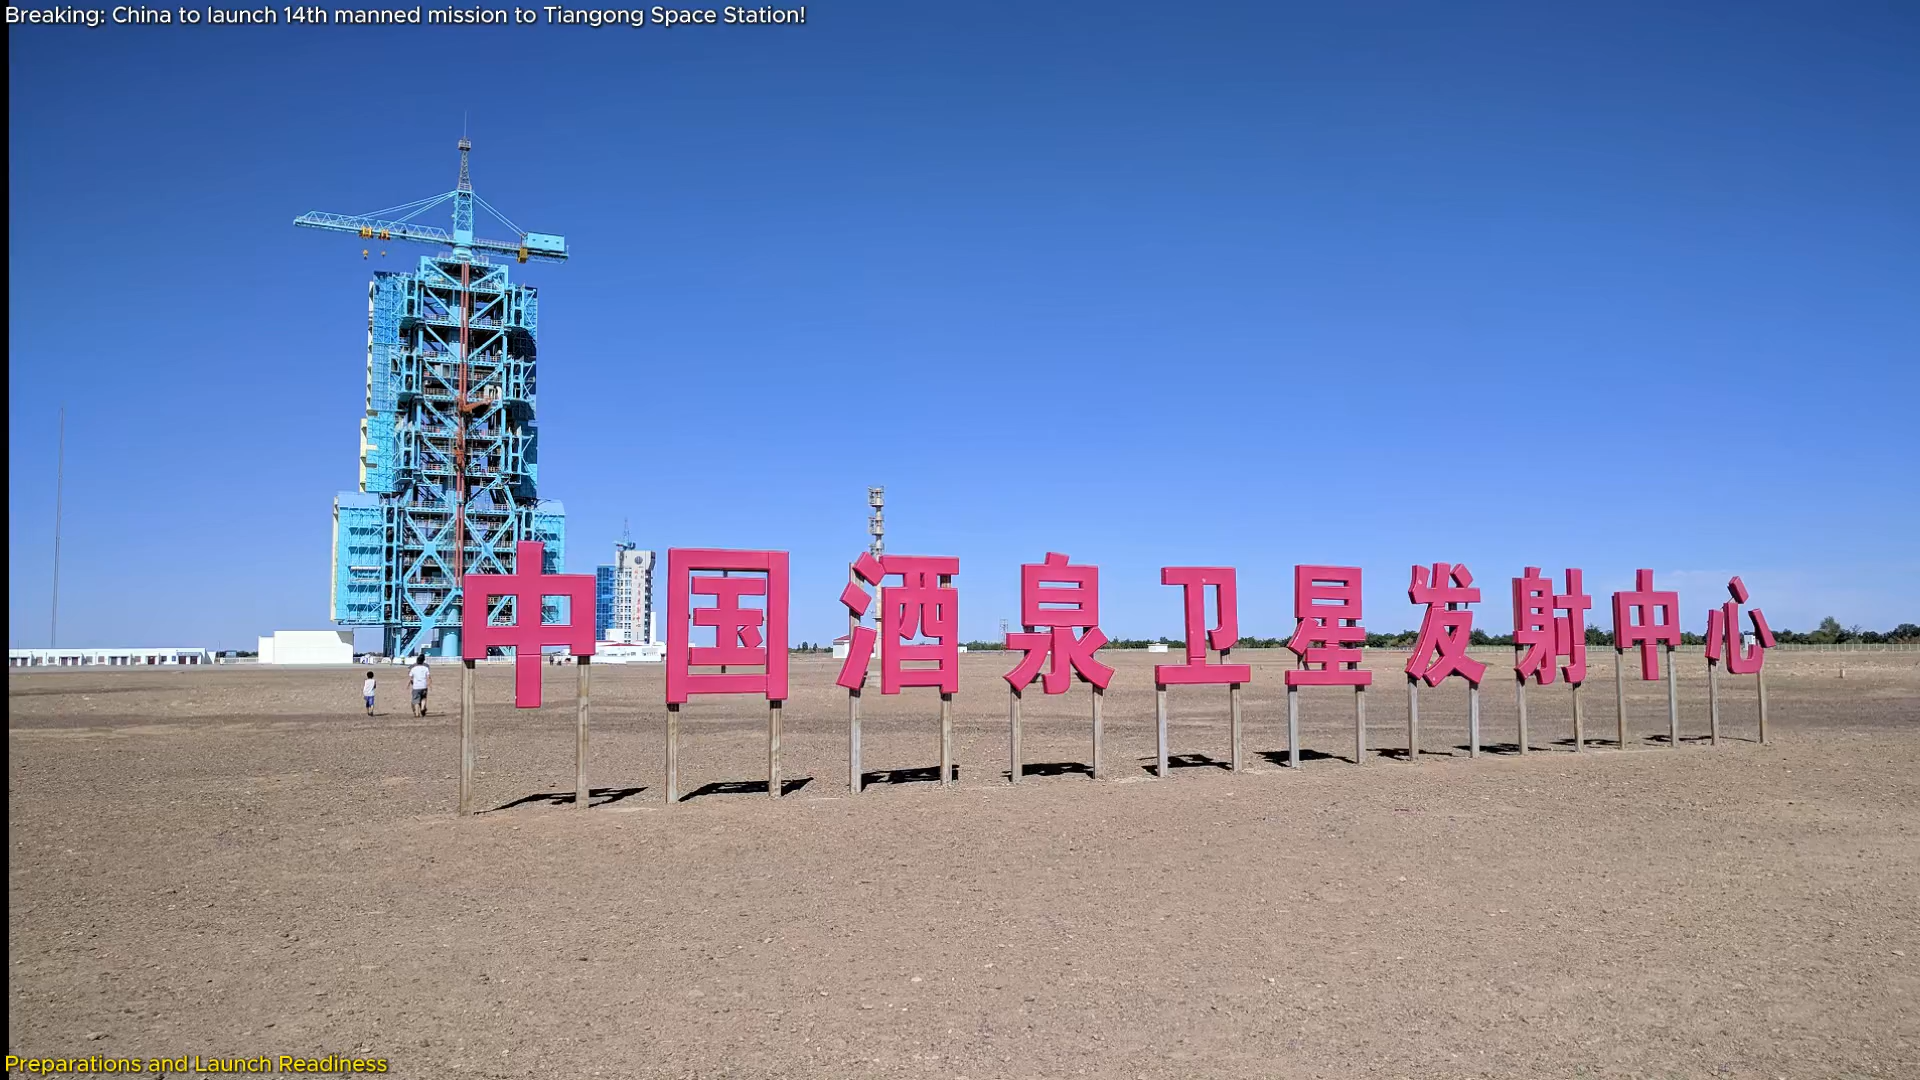 Breaking: China to launch 14th manned mission to Tiangong Space Station!
中国酒泉卫星发射中心
Preparations and Launch Readiness